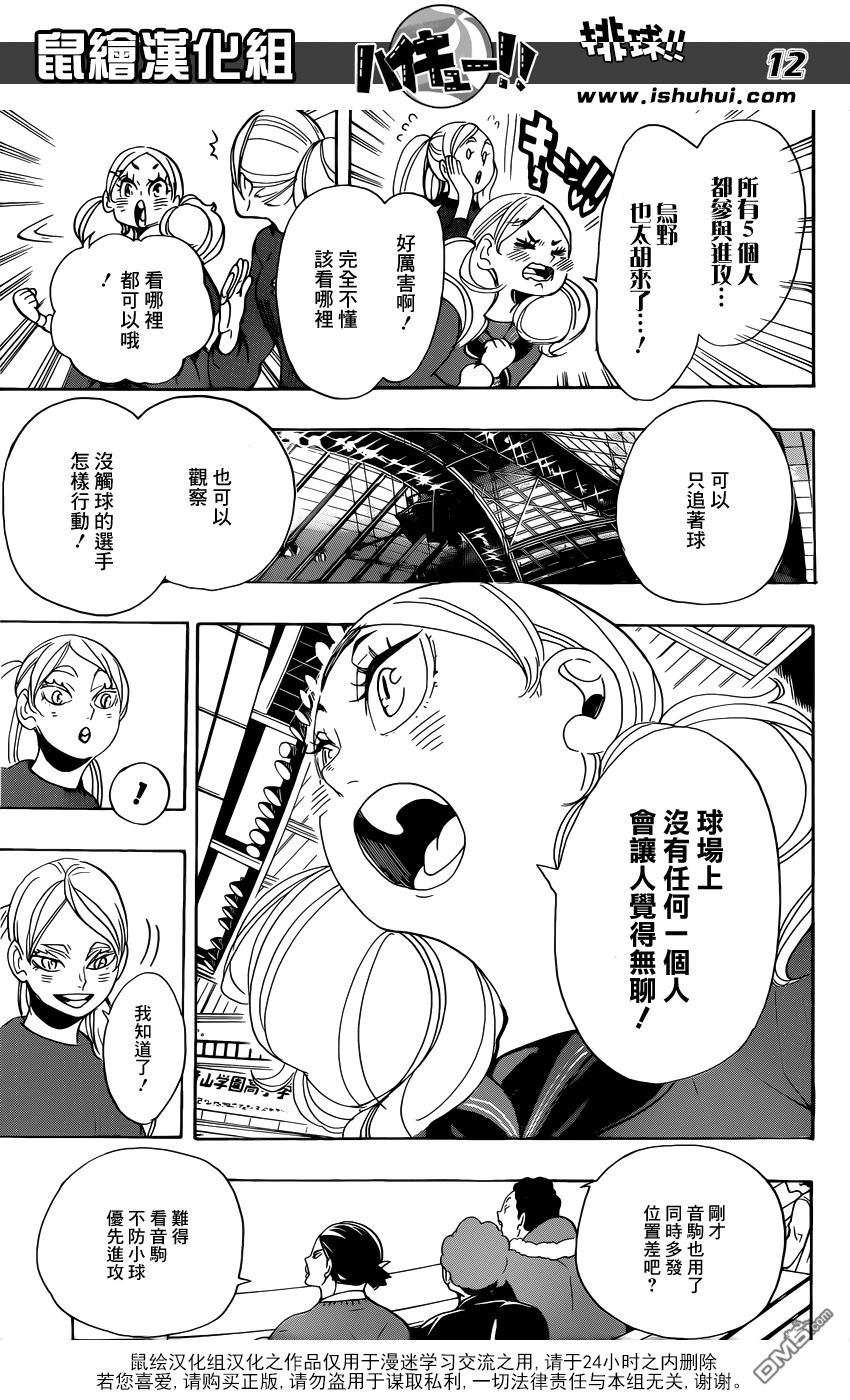 鼠繪漢化組
ハイキュー!!
排球!!
12
www.ishuhui.com
所有5個人
都參與進攻…
烏野
也太胡來了…!
キーン!!
好厲害啊!
完全不懂
該看哪裡
看哪裡
都可以哦
可以
只追著球
也可以
觀察
沒觸球的選手
怎樣行動!
球場上
沒有任何一個人
會讓人覺得無聊!
!
我知道了!
山学園高
剛才
音駒也用了
同時多發
位置差吧?
難得
看音駒
不防小球
優先進攻
鼠绘汉化组汉化之作品仅用于漫迷学习交流之用, 请于24小时之内删除
若您喜爱, 请购买正版, 请勿盗用于谋取私利, 一切法律责任与本组无关, 谢谢.
DM5.com